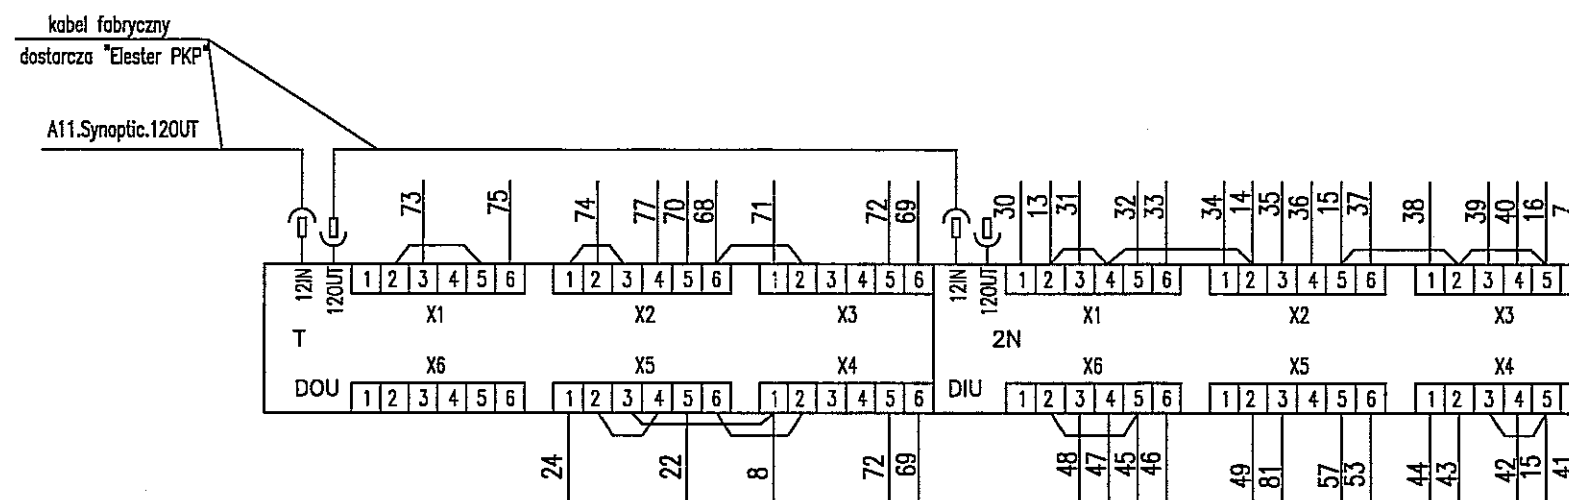 kabel fabryczny
dostarcza "Elester PKP"
A11.Synoptic.120UT
73 75 74 77 70 68 71 72 69 30 13 31 32 33 34 14 35 36 15 37 38 39 40 16
12IN 120UT 1 2 3 4 5 6 1 2 3 4 5 6 1 2 3 4 5 6 12IN 120UT 1 2 3 4 5 6 1 2 3 4 5 6 1 2 3 4 5
X1 X2 X3 X1 X2 X3
T 2N
X6 X5 X4 X6 X5 X4
DOU 1 2 3 4 5 6 1 2 3 4 5 6 1 2 3 4 5 6 DIU 1 2 3 4 5 6 1 2 3 4 5 6 1 2 3 4 5
24 22 8 72 69 48 47 45 46 49 81 57 53 44 43 42 15 41